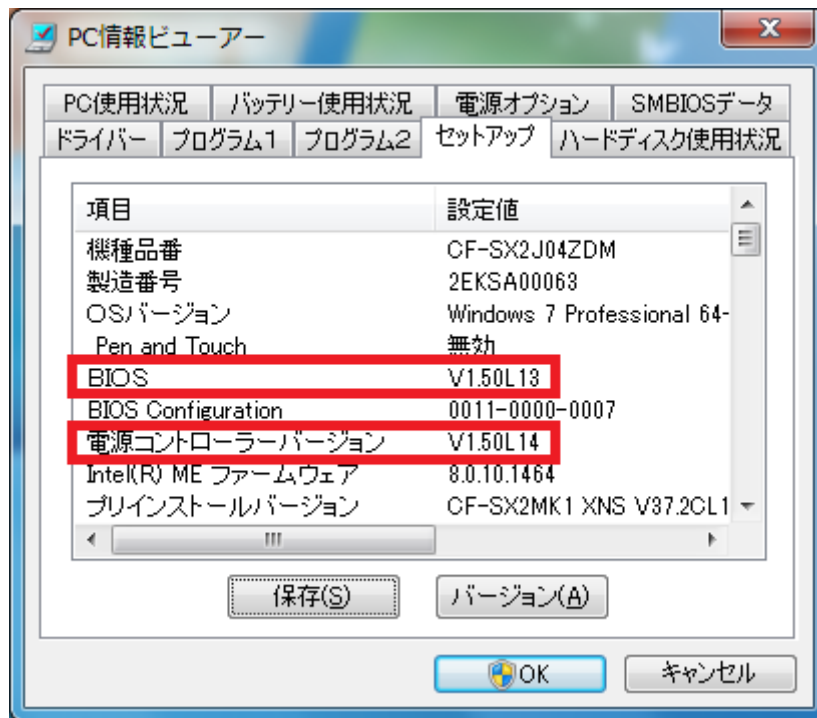 PC情報ビューアー
PC使用状況 バッテリー使用状況 電源オプション SMBIOSデータ
ドライバー プログラム1 プログラム2 セットアップ ハードディスク使用状況
項目 設定値
機種品番 CF-SX2J04ZDM
製造番号 2EKSA00063
OSバージョン Windows 7 Professional 64-
Pen and Touch 無効
BIOS V1.50L13
BIOS Configuration 0011-0000-0007
電源コントローラーバージョン V1.50L14
Intel(R) ME ファームウェア 8.0.10.1464
プリインストールバージョン CF-SX2MK1 XNS V37.2CL1
保存(S) バージョン(A)
OK キャンセル